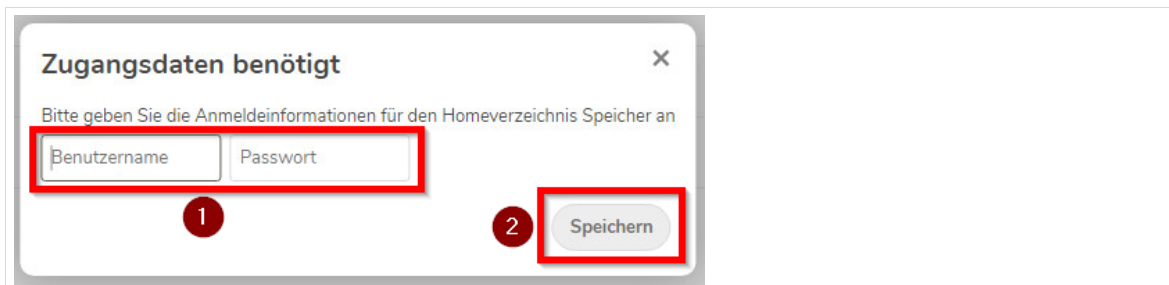 Zugangsdaten benötigt ×
Bitte geben Sie die Anmeldeinformationen für den Homeverzeichnis Speicher an
Benutzername Passwort
1
2 Speichern